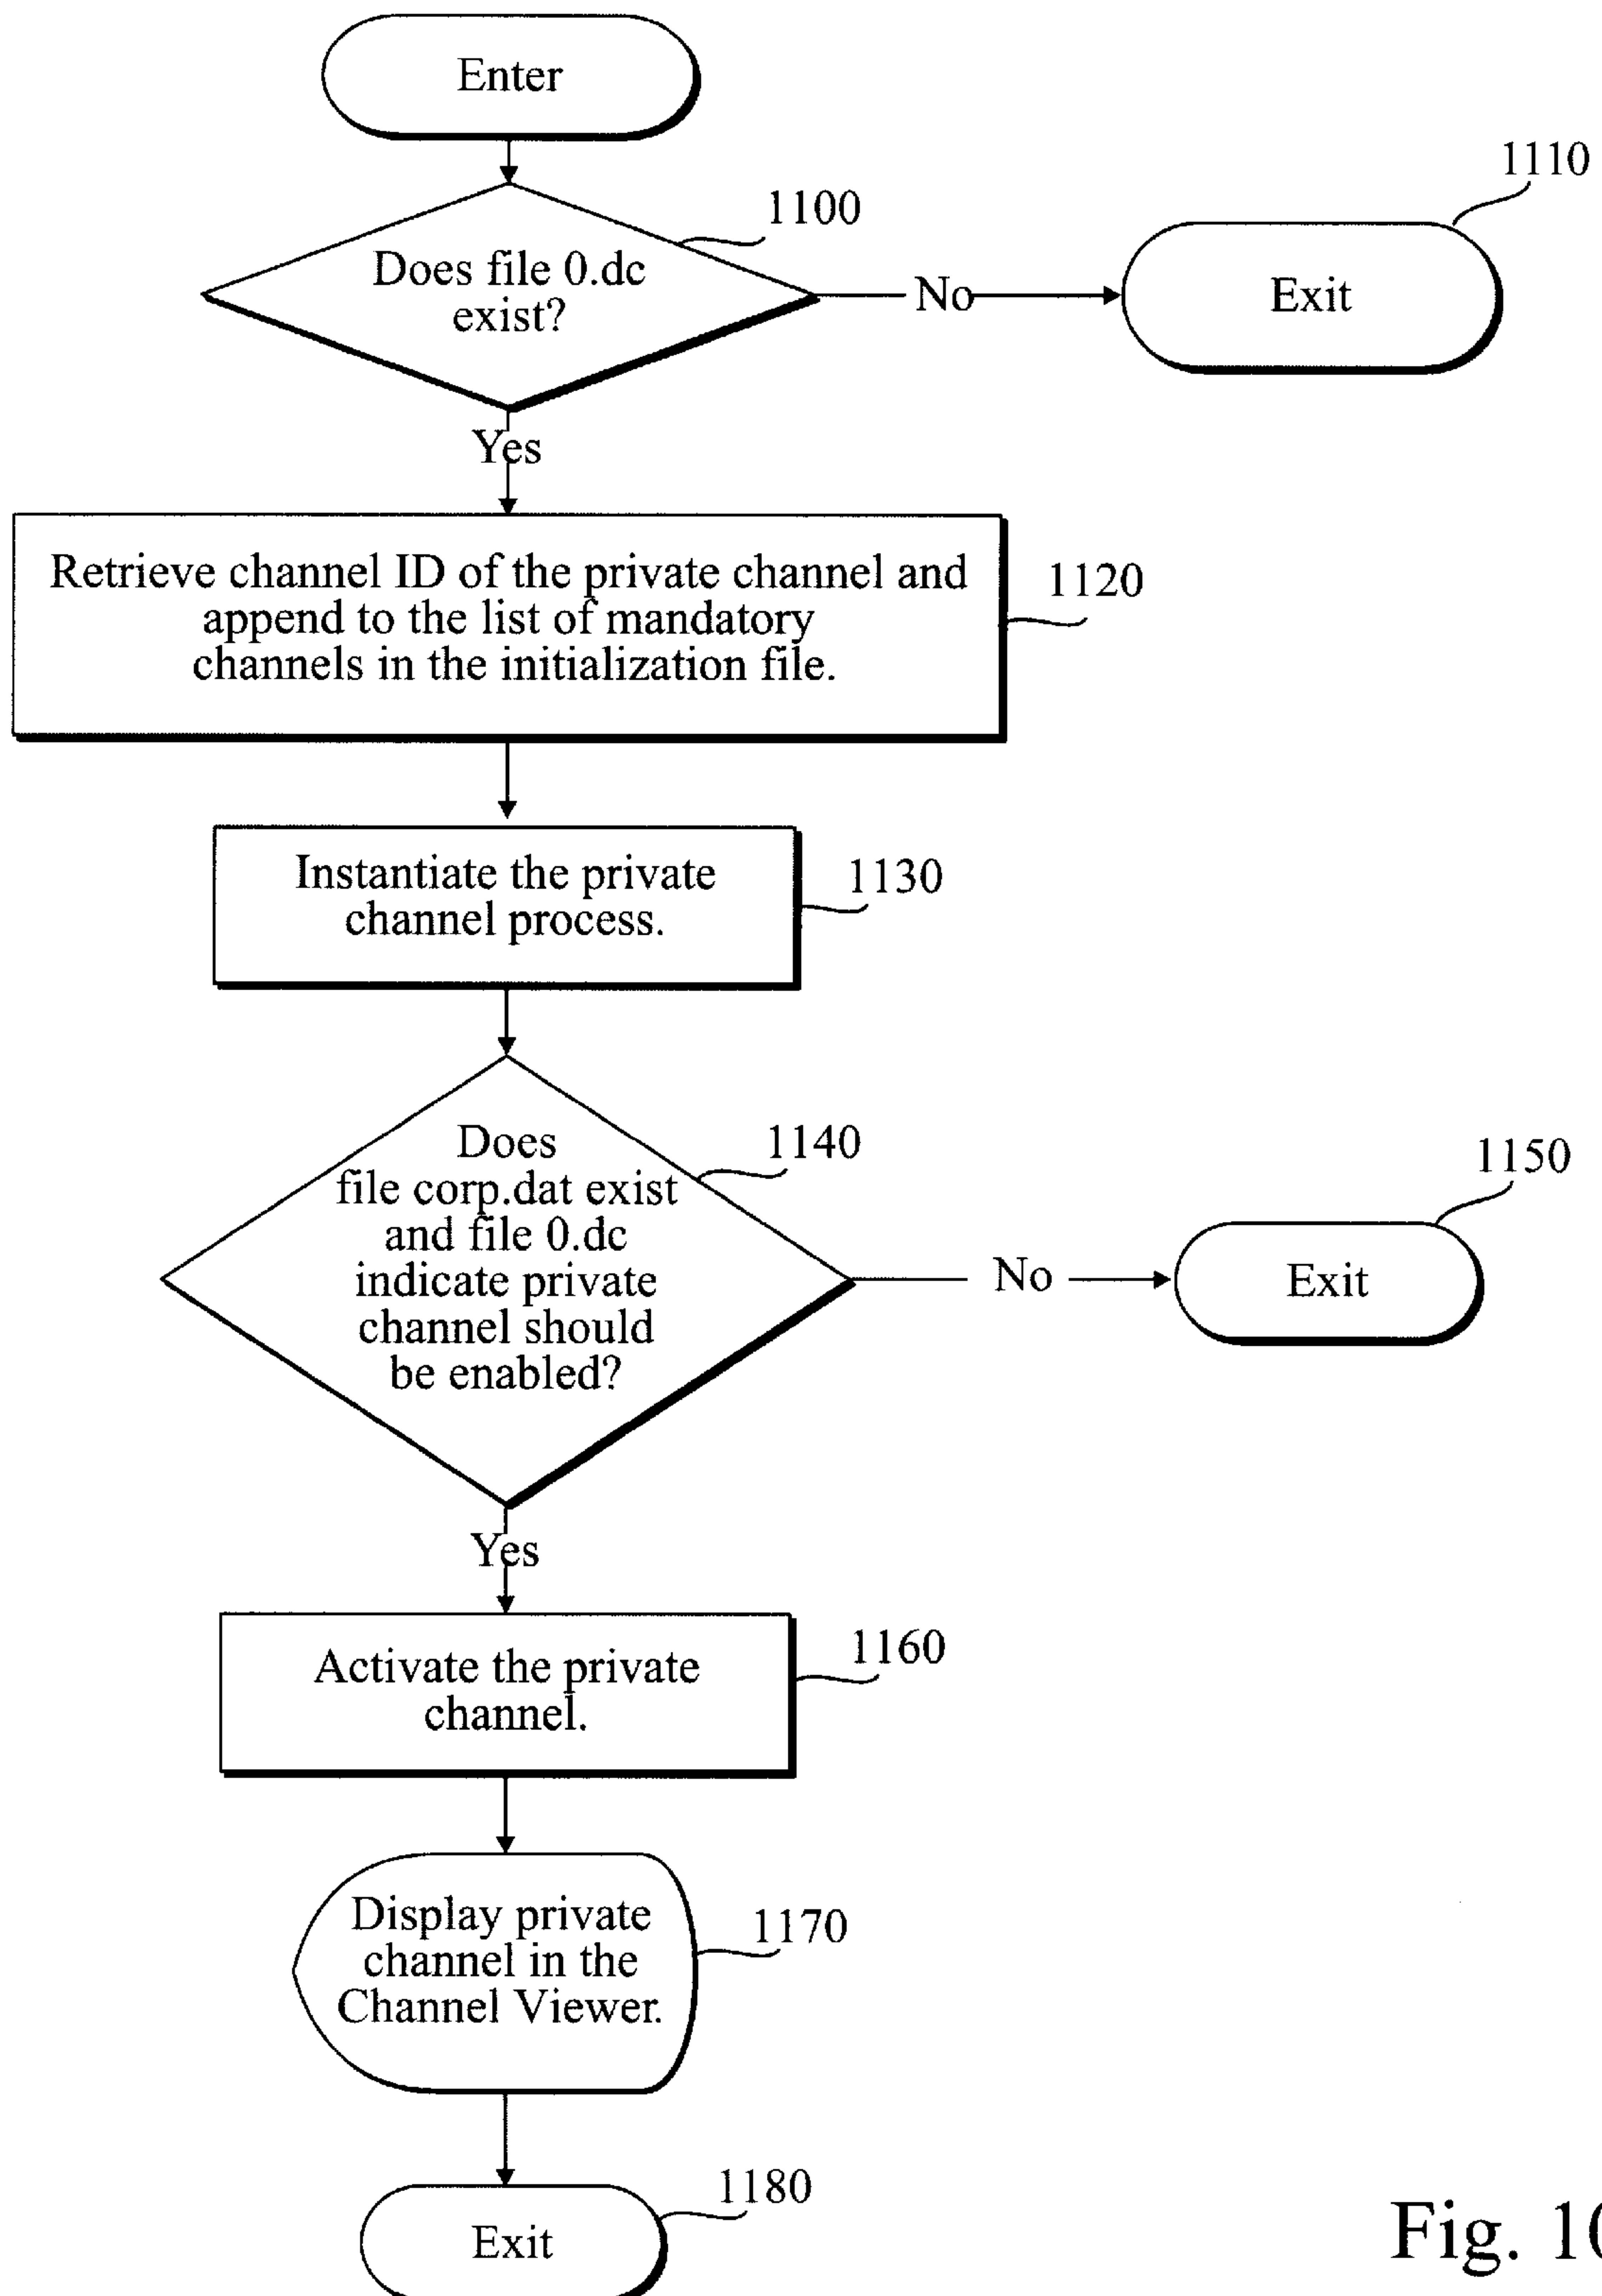 Enter
1110
1100
Does file 0.dc
exist?
No
Exit
Yes
Retrieve channel ID of the private channel and
append to the list of mandatory
channels in the initialization file.
1120
Instantiate the private
channel process.
1130
Does
file corp.dat exist
and file 0.dc
indicate private
channel should
be enabled?
1140
1150
No
Exit
Yes
Activate the private
channel.
1160
Display private
channel in the
Channel Viewer.
1170
1180
Exit
Fig. 10